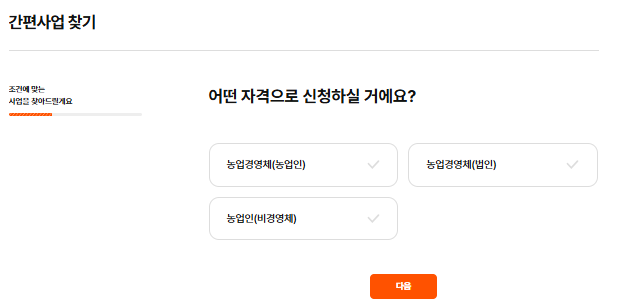 간편사업 찾기
조건에 맞는
사업을 찾아드릴게요
어떤 자격으로 신청하실 거에요?
농업경영체(농업인)
농업경영체(법인)
농업인(비경영체)
다음